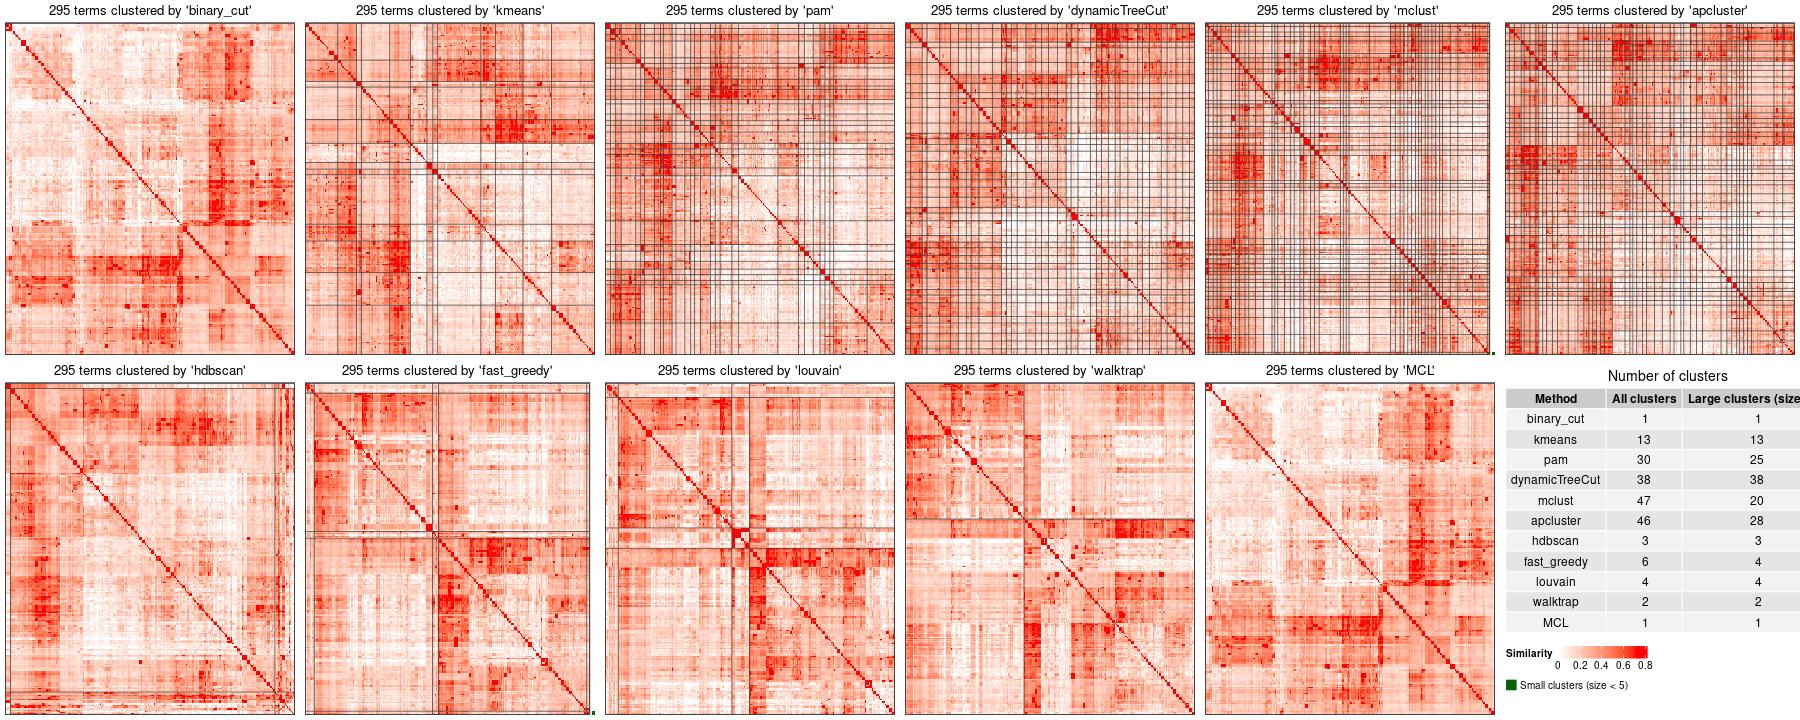 295 terms clustered by 'binary_cut'
295 terms clustered by 'kmeans'
295 terms clustered by 'pam'
295 terms clustered by 'dynamicTreeCut'
295 terms clustered by 'mclust'
295 terms clustered by 'apcluster'
295 terms clustered by 'hdbscan'
295 terms clustered by 'fast_greedy'
295 terms clustered by 'louvain'
295 terms clustered by 'walktrap'
295 terms clustered by 'MCL'
Number of clusters
Method All clusters Large clusters (size
binary_cut 1 1
kmeans 13 13
pam 30 25
dynamicTreeCut 38 38
mclust 47 20
apcluster 46 28
hdbscan 3 3
fast_greedy 6 4
louvain 4 4
walktrap 2 2
MCL 1 1
Similarity
0 0.2 0.4 0.6 0.8
Small clusters (size < 5)